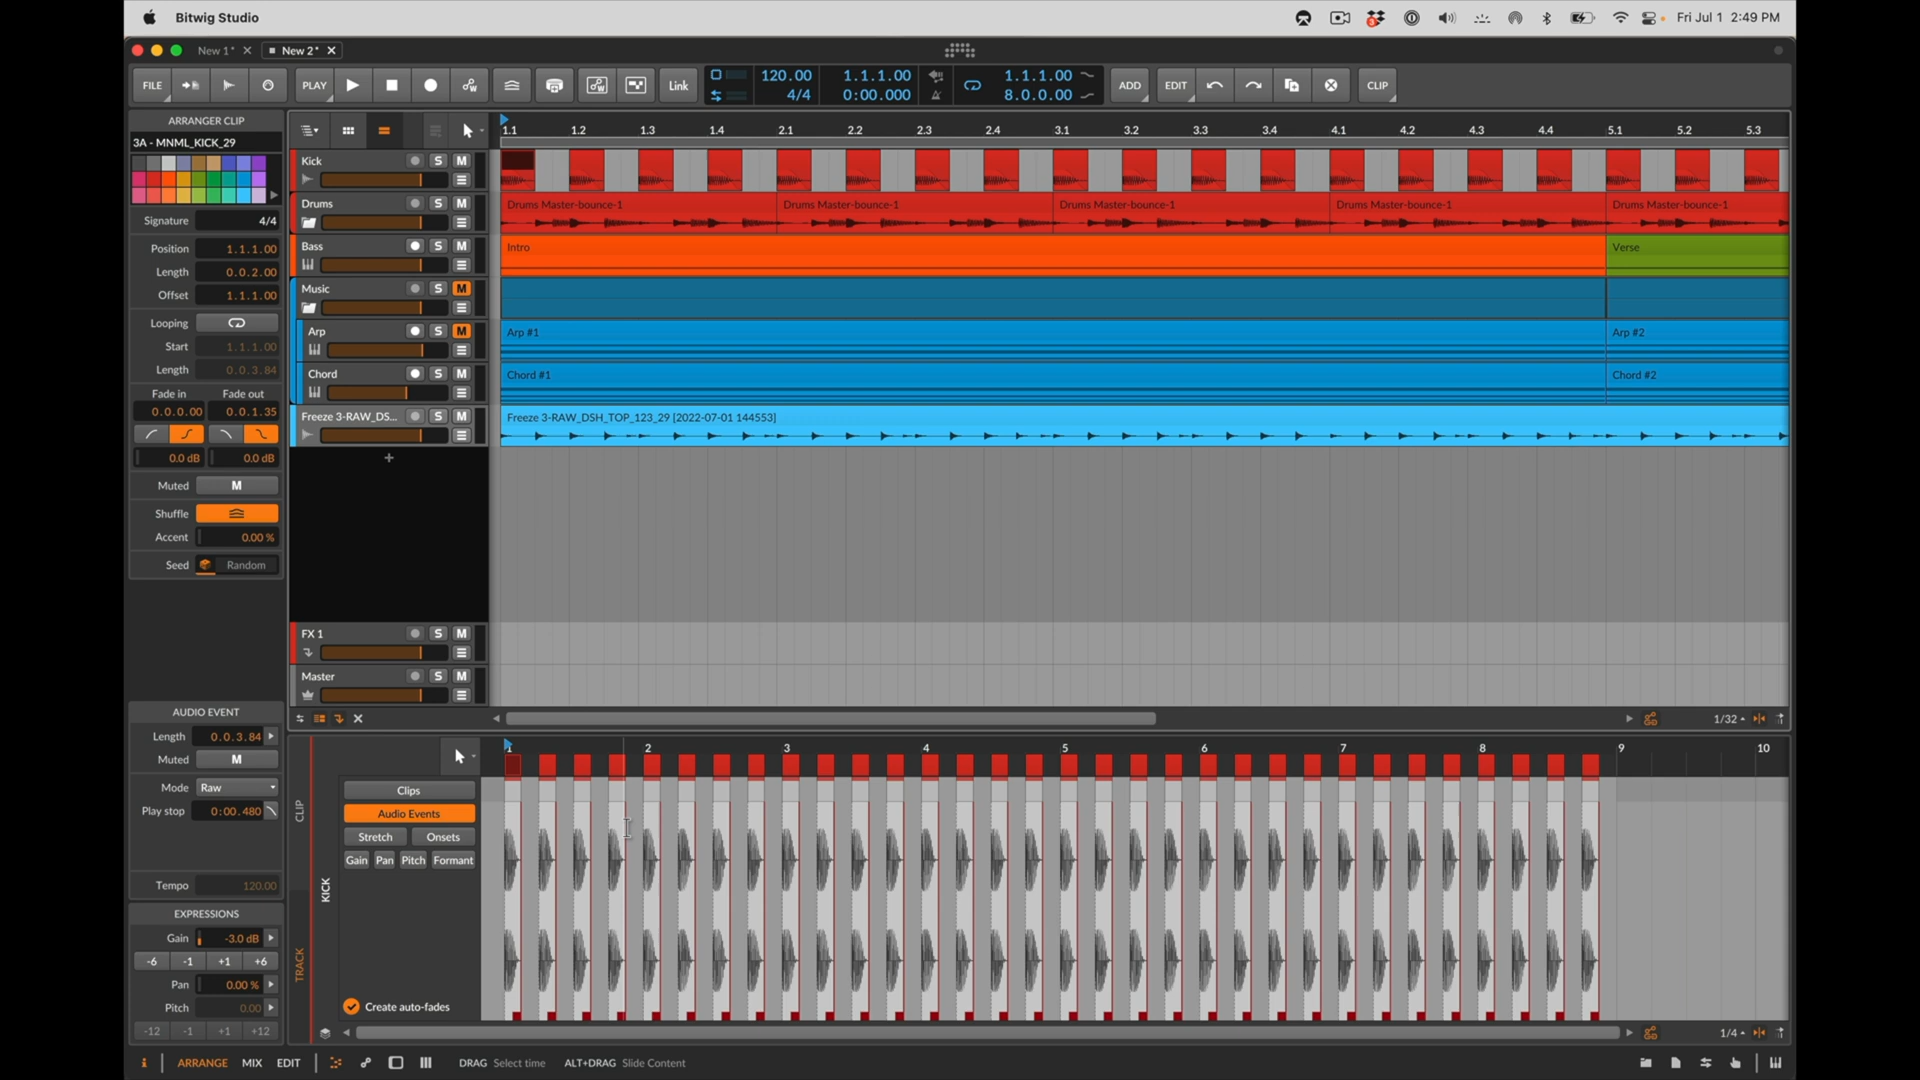 Bitwig Studio
Fri Jul 1 2:49 PM
New 1*
New 2*
FILE
PLAY
Link
120.00
4/4
1.1.1.00
0:00.000
1.1.1.00
8.0.0.00
ADD
EDIT
CLIP
ARRANGER CLIP
3A - MNML_KICK_29
Signature 4/4
Position 1.1.1.00
Length 0.0.2.00
Offset 1.1.1.00
Looping
Start 1.1.1.00
Length 0.0.3.84
Fade in Fade out
0.0.0.00 0.0.1.35
0.0 dB 0.0 dB
Muted M
Shuffle
Accent 0.00 %
Seed Random
1.1 1.2 1.3 1.4 2.1 2.2 2.3 2.4 3.1 3.2 3.3 3.4 4.1 4.2 4.3 4.4 5.1 5.2 5.3
Kick S M
Drums S M
Drums Master-bounce-1 Drums Master-bounce-1 Drums Master-bounce-1 Drums Master-bounce-1 Drums Master-bounce-1
Bass S M
Intro Verse
Music S M
Arp S M
Arp #1 Arp #2
Chord S M
Chord #1 Chord #2
Freeze 3-RAW_DS... S M
Freeze 3-RAW_DSH_TOP_123_29 [2022-07-01 144553]
+
FX 1 S M
Master S M
1/32
AUDIO EVENT
Length 0.0.3.84
Muted M
Mode Raw
Play stop 0:00.480
Tempo 120.00
EXPRESSIONS
Gain -3.0 dB
-6 -1 +1 +6
Pan 0.00 %
Pitch 0.00
-12 -1 +1 +12
CLIP
TRACK
KICK
Clips
Audio Events
Stretch Onsets
Gain Pan Pitch Formant
Create auto-fades
1 2 3 4 5 6 7 8 9 10
1/4
i ARRANGE MIX EDIT
DRAG Select time ALT+DRAG Slide Content